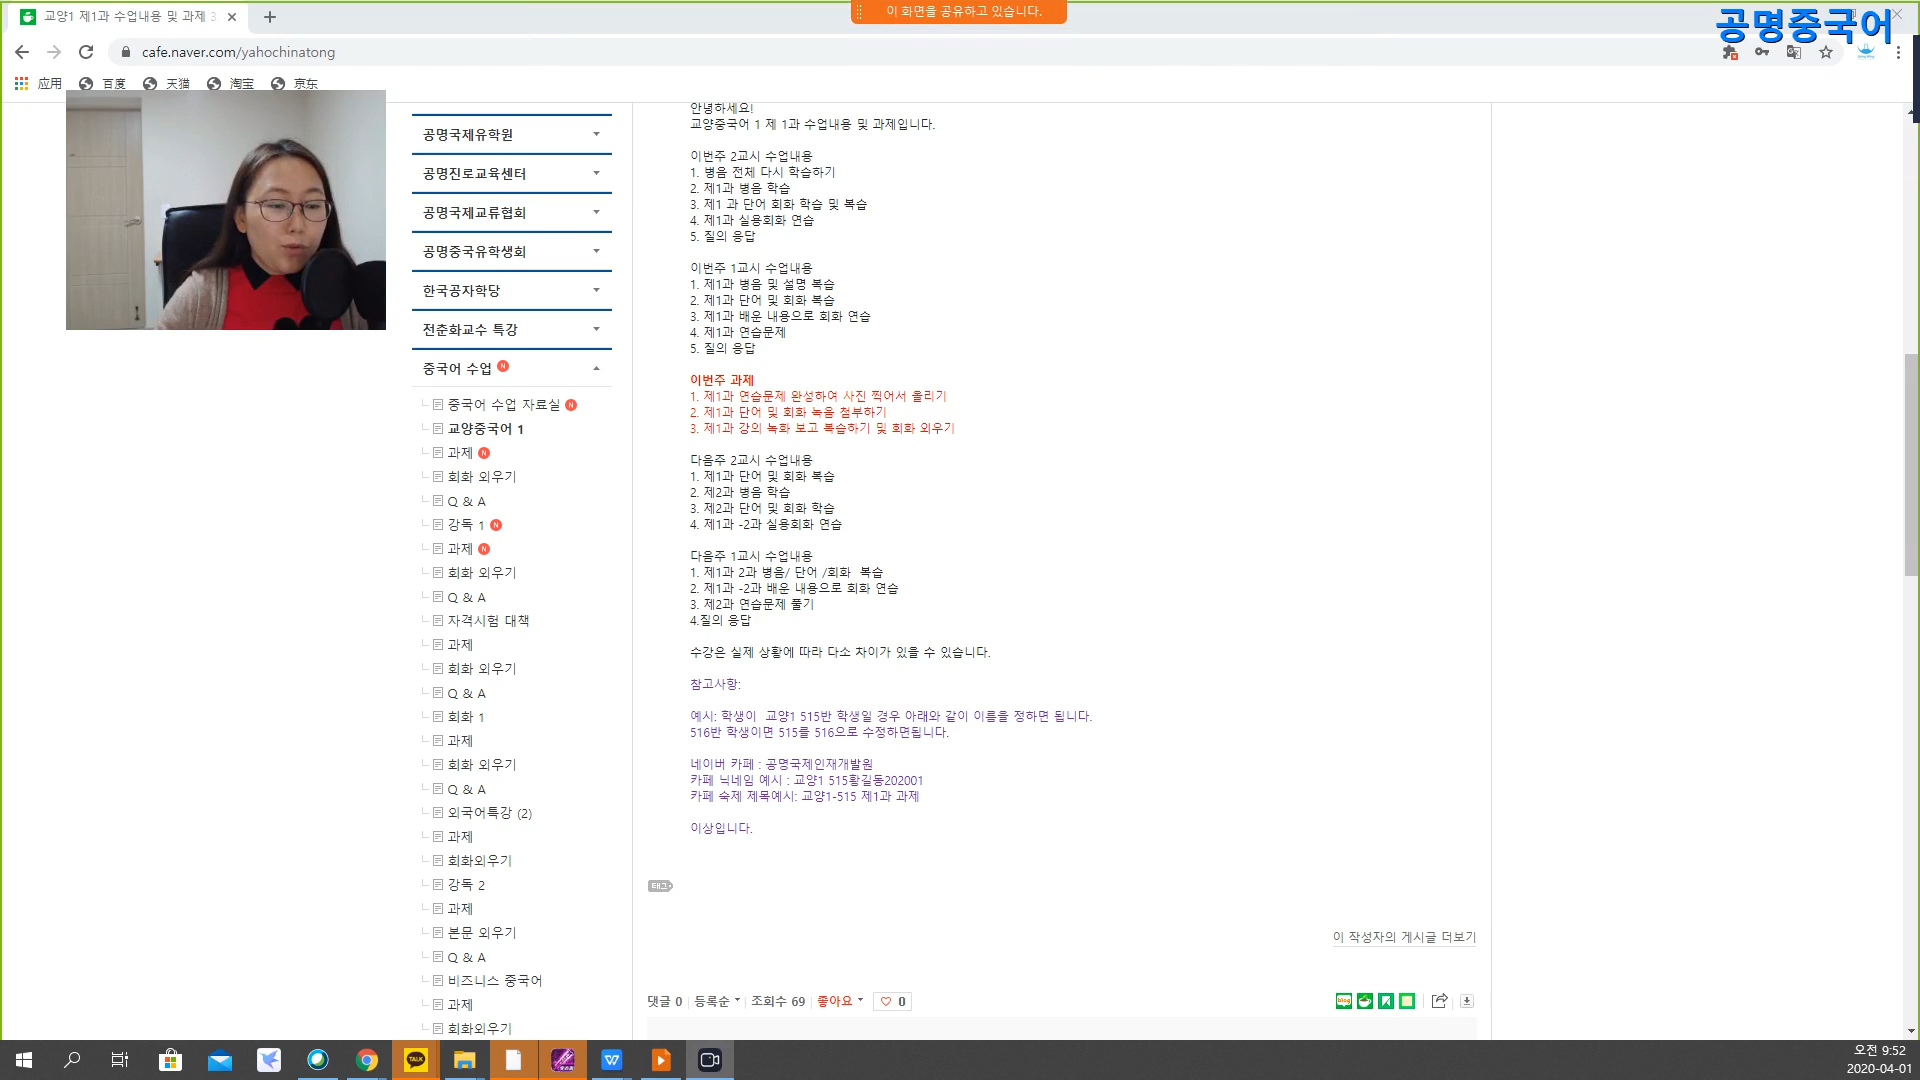 교양1 제1과 수업내용 및 과제 3
이 화면을 공유하고 있습니다.
공명중국어
cafe.naver.com/yahochinatong
应用
百度
天猫
淘宝
京东
공명국제유학원
공명진로교육센터
공명국제교류협회
공명중국유학생회
한국공자학당
전춘화교수 특강
중국어 수업 N
중국어 수업 자료실 N
교양중국어 1
과제 N
회화 외우기
Q & A
강독 1 N
과제 N
회화 외우기
Q & A
자격시험 대책
과제
회화 외우기
Q & A
회화 1
과제
회화 외우기
Q & A
외국어특강 (2)
과제
회화외우기
강독 2
과제
본문 외우기
Q & A
비즈니스 중국어
과제
회화외우기
안녕하세요!
교양중국어 1 제 1과 수업내용 및 과제입니다.
이번주 2교시 수업내용
1. 병음 전체 다시 학습하기
2. 제1과 병음 학습
3. 제1 과 단어 회화 학습 및 복습
4. 제1과 실용회화 연습
5. 질의 응답
이번주 1교시 수업내용
1. 제1과 병음 및 설명 복습
2. 제1과 단어 및 회화 복습
3. 제1과 배운 내용으로 회화 연습
4. 제1과 연습문제
5. 질의 응답
이번주 과제
1. 제1과 연습문제 완성하여 사진 찍어서 올리기
2. 제1과 단어 및 회화 녹음 첨부하기
3. 제1과 강의 녹화 보고 복습하기 및 회화 외우기
다음주 2교시 수업내용
1. 제1과 단어 및 회화 복습
2. 제2과 병음 학습
3. 제2과 단어 및 회화 학습
4. 제1과 -2과 실용회화 연습
다음주 1교시 수업내용
1. 제1과 2과 병음/ 단어 /회화  복습
2. 제1과 -2과 배운 내용으로 회화 연습
3. 제2과 연습문제 풀기
4.질의 응답
수강은 실제 상황에 따라 다소 차이가 있을 수 있습니다.
참고사항:
예시: 학생이  교양1 515반 학생일 경우 아래와 같이 이름을 정하면 됩니다.
516반 학생이면 515를 516으로 수정하면됩니다.
네이버 카페 : 공명국제인재개발원
카페 닉네임 예시 : 교양1 515황길동202001
카페 숙제 제목예시: 교양1-515 제1과 과제
이상입니다.
태그
이 작성자의 게시글 더보기
댓글 0 등록순 조회수 69 좋아요 0
blog
TALK
오전 9:52
2020-04-01